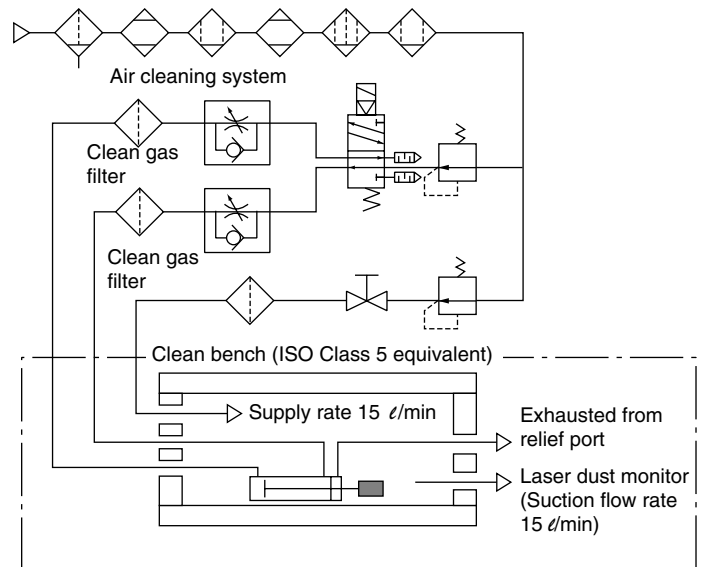 Air cleaning system
Clean gas
filter
Clean gas
filter
Clean bench (ISO Class 5 equivalent)
Supply rate 15 ℓ/min
Exhausted from
relief port
Laser dust monitor
(Suction flow rate
15 ℓ/min)